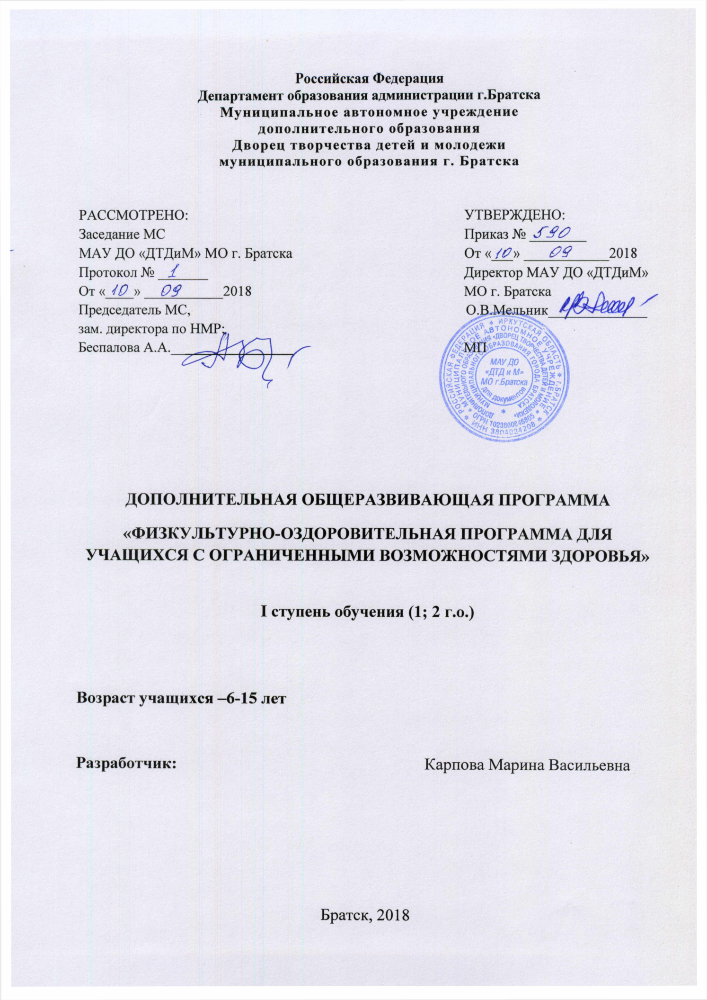 Российская Федерация
Департамент образования администрации г.Братска
Муниципальное автономное учреждение
дополнительного образования
Дворец творчества детей и молодежи
муниципального образования г. Братска
РАССМОТРЕНО:
Заседание МС
МАУ ДО «ДТДиМ» МО г. Братска
Протокол № 1
От «10» 09 2018
Председатель МС,
зам. директора по НМР:
Беспалова А.А.
УТВЕРЖДЕНО:
Приказ № 590
От «10» 09 2018
Директор МАУ ДО «ДТДиМ»
МО г. Братска
О.В.Мельник
МП
РОССИЙСКАЯ ФЕДЕРАЦИЯ * ИРКУТСКАЯ ОБЛАСТЬ * г.БРАТСК *
ИНН 3804024208 *
МУНИЦИПАЛЬНОЕ АВТОНОМНОЕ УЧРЕЖДЕНИЕ *
ОГРН 1023800846805 *
ДОПОЛНИТЕЛЬНОГО ОБРАЗОВАНИЯ «ДВОРЕЦ ТВОРЧЕСТВА ДЕТЕЙ И МОЛОДЕЖИ»
МУНИЦИПАЛЬНОГО ОБРАЗОВАНИЯ ГОРОДА БРАТСКА
МАУ ДО
«ДТД и М»
МО г.Братска
для документов
ДОПОЛНИТЕЛЬНАЯ ОБЩЕРАЗВИВАЮЩАЯ ПРОГРАММА
«ФИЗКУЛЬТУРНО-ОЗДОРОВИТЕЛЬНАЯ ПРОГРАММА ДЛЯ
УЧАЩИХСЯ С ОГРАНИЧЕННЫМИ ВОЗМОЖНОСТЯМИ ЗДОРОВЬЯ»
I ступень обучения (1; 2 г.о.)
Возраст учащихся –6-15 лет
Разработчик: Карпова Марина Васильевна
Братск, 2018